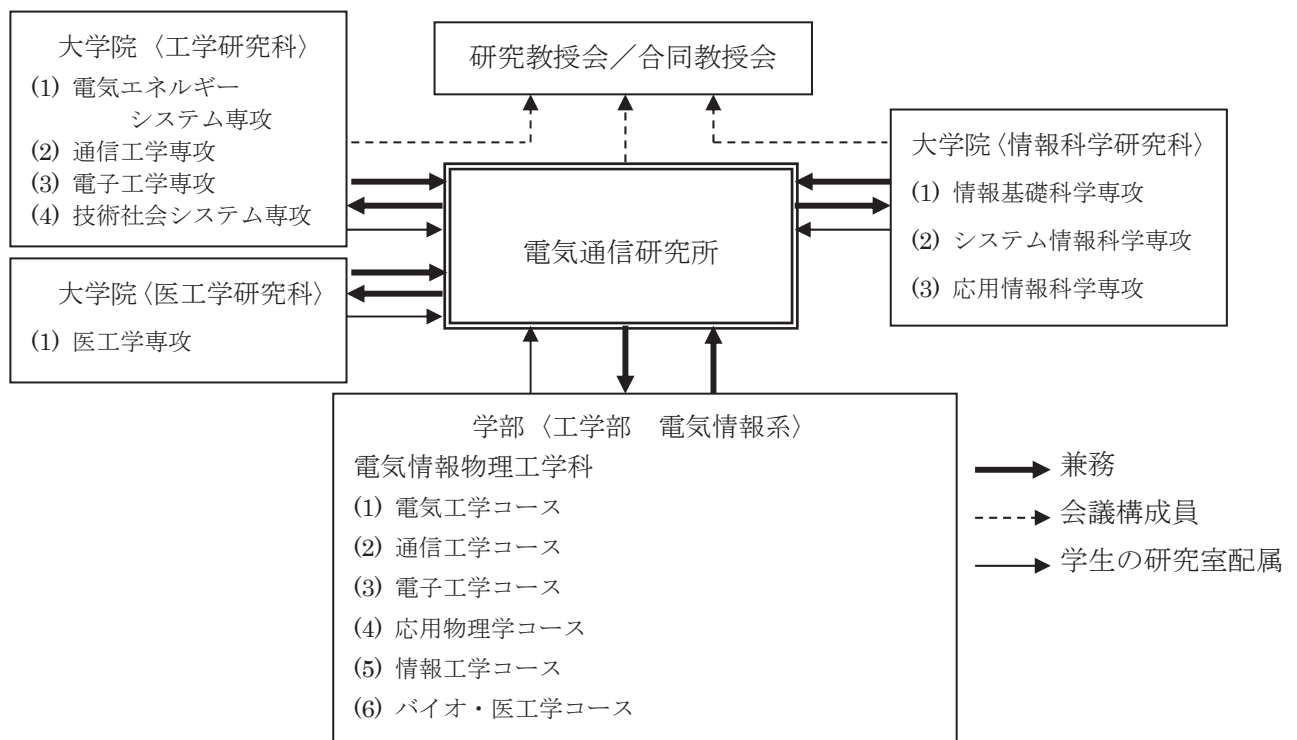 大学院〈工学研究科〉
(1) 電気エネルギー
システム専攻
(2) 通信工学専攻
(3) 電子工学専攻
(4) 技術社会システム専攻
研究教授会／合同教授会
大学院〈情報科学研究科〉
(1) 情報基礎科学専攻
(2) システム情報科学専攻
(3) 応用情報科学専攻
電気通信研究所
大学院〈医工学研究科〉
(1) 医工学専攻
学部〈工学部　電気情報系〉
電気情報物理工学科
(1) 電気工学コース
(2) 通信工学コース
(3) 電子工学コース
(4) 応用物理学コース
(5) 情報工学コース
(6) バイオ・医工学コース
兼務
会議構成員
学生の研究室配属